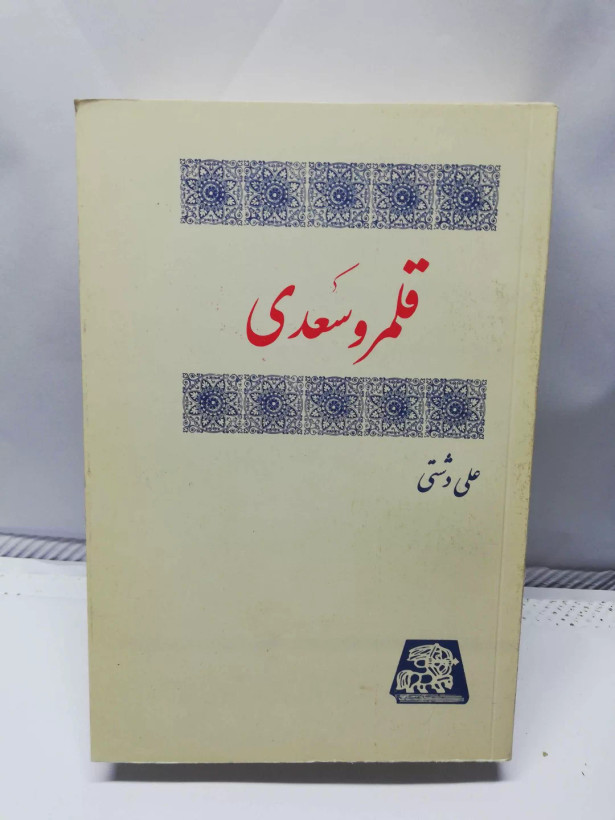 قلمرو سعدی
علی دشتی